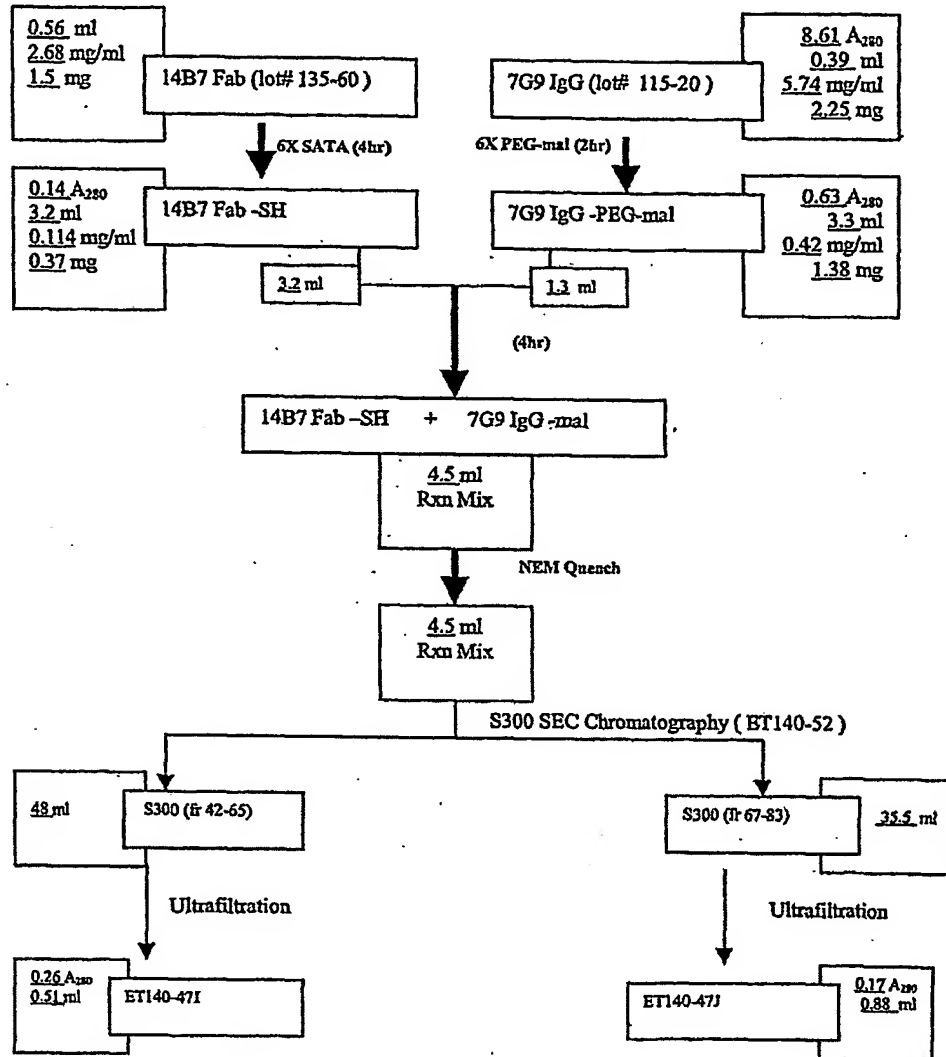 0.56 ml
2.68 mg/ml
1.5 mg
14B7 Fab (lot# 135-60)
7G9 IgG (lot# 115-20 )
8.61 A280
0.39 ml
5.74 mg/ml
2.25 mg
6X SATA (4hr)
6X PEG-mal (2hr)
0.14 A280
3.2 ml
0.114 mg/ml
0.37 mg
14B7 Fab -SH
7G9 IgG -PEG-mal
0.63 A280
3.3 ml
0.42 mg/ml
1.38 mg
3.2 ml
1.3 ml
(4hr)
14B7 Fab –SH + 7G9 IgG -mal
4.5 ml
Rxn Mix
NEM Quench
4.5 ml
Rxn Mix
S300 SEC Chromatography ( ET140-52 )
48 ml
S300 (fr 42-65)
S300 (fr 67-83)
35.5 ml
Ultrafiltration
Ultrafiltration
0.26 A280
0.51 ml
ET140-47I
ET140-47J
0.17 A280
0.88 ml